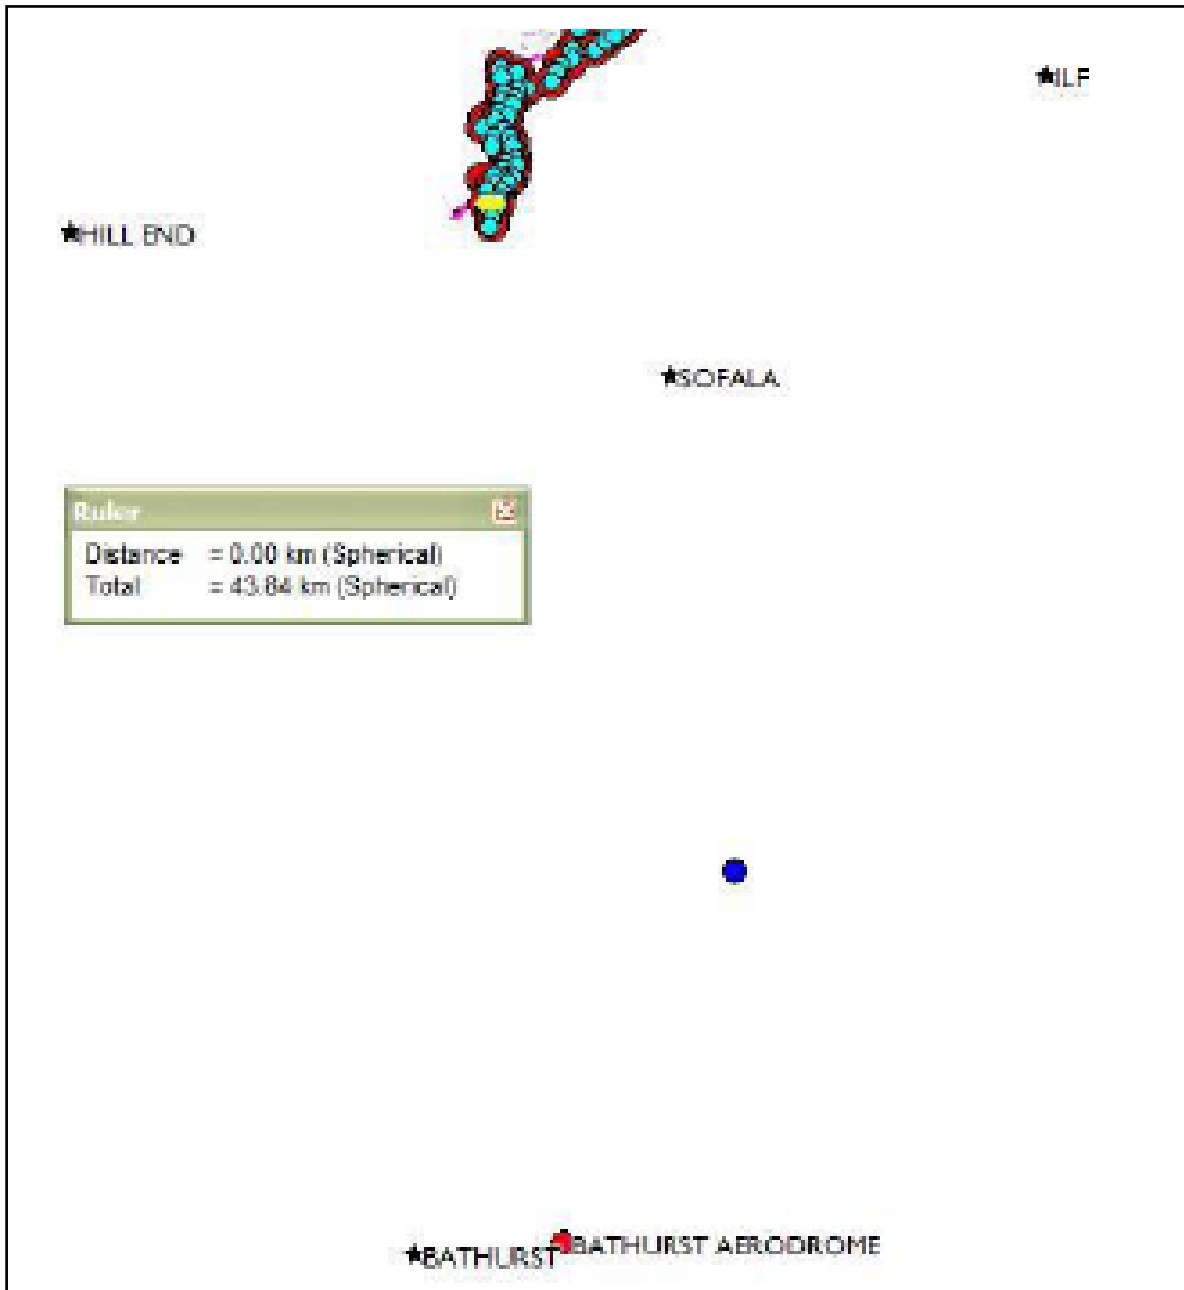 ILF
HILL END
SOFALA
Ruler
Distance = 0.00 km (Spherical)
Total = 43.84 km (Spherical)
BATHURST
BATHURST AERODROME